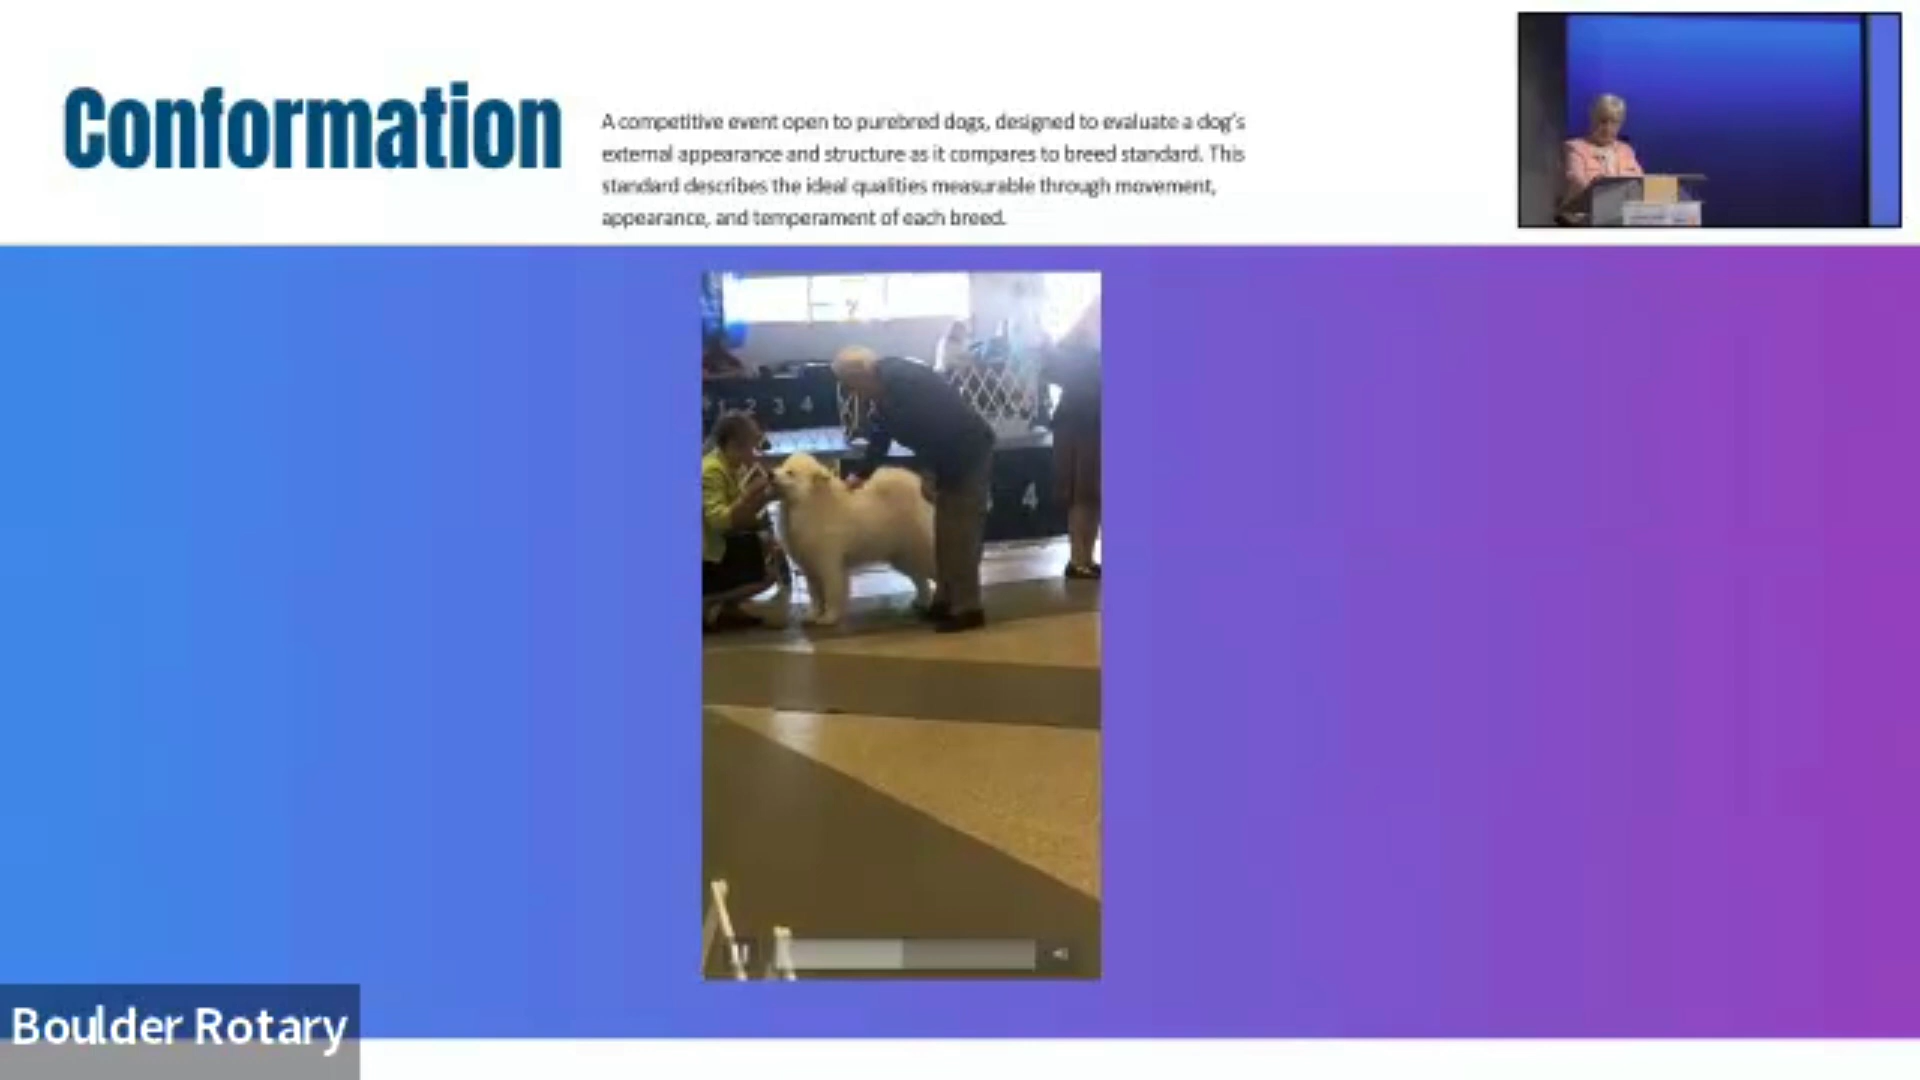 Conformation
A competitive event open to purebred dogs, designed to evaluate a dog's
external appearance and structure as it compares to breed standard. This
standard describes the ideal qualities measurable through movement,
appearance, and temperament of each breed.
1 2 3 4
4
Boulder Rotary